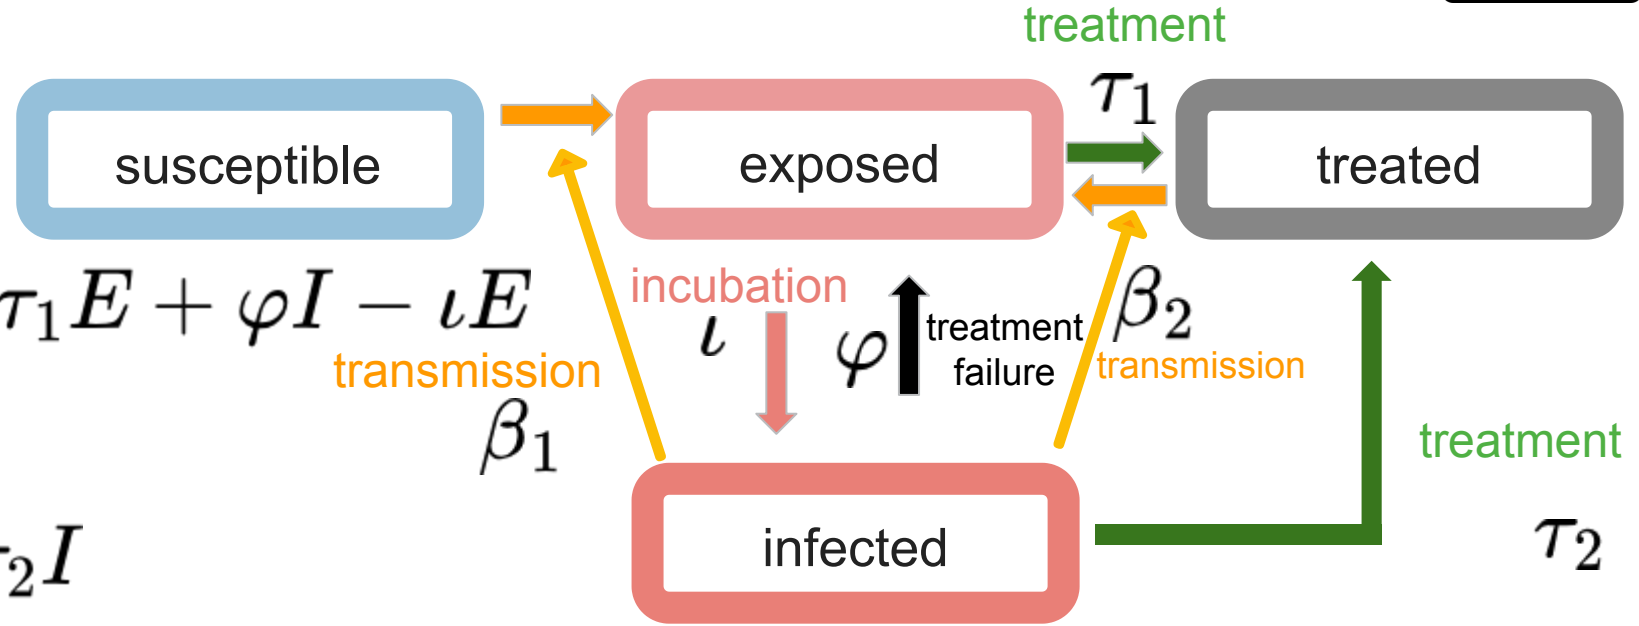 treatment
τ₁
susceptible
exposed
treated
τ₁E + φI − ιE
incubation
ι
φ
treatment
failure
β₂
transmission
transmission
β₁
treatment
infected
τ₂
₂I